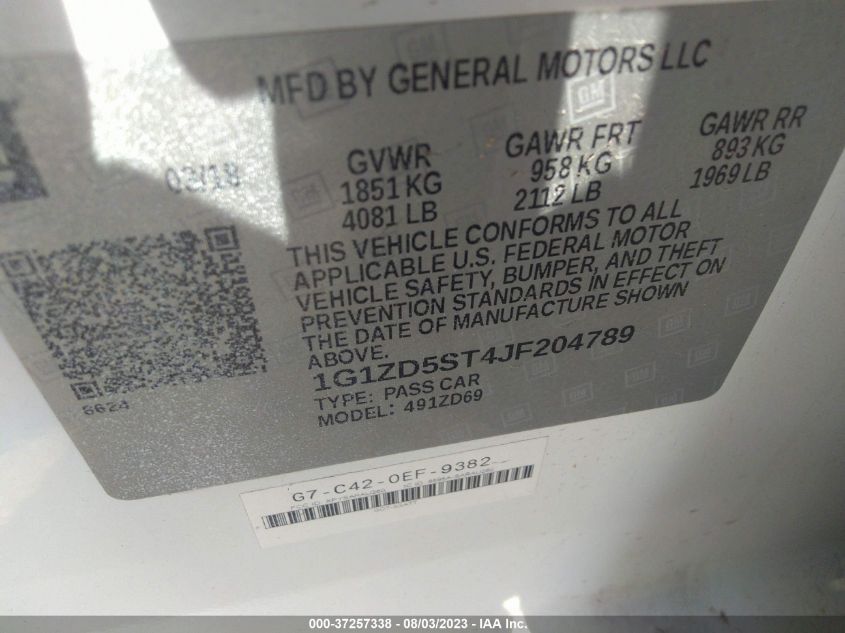 MFD BY GENERAL MOTORS LLC
03/18
GVWR
1851 KG
4081 LB
GAWR FRT
958 KG
2112 LB
GAWR RR
893 KG
1969 LB
THIS VEHICLE CONFORMS TO ALL
APPLICABLE U.S. FEDERAL MOTOR
VEHICLE SAFETY, BUMPER, AND THEFT
PREVENTION STANDARDS IN EFFECT ON
THE DATE OF MANUFACTURE SHOWN
ABOVE.
1G1ZD5ST4JF204789
TYPE: PASS CAR
MODEL: 491ZD69
6624
G7-C42-0EF-9382
000-37257338 - 08/03/2023 - IAA Inc.